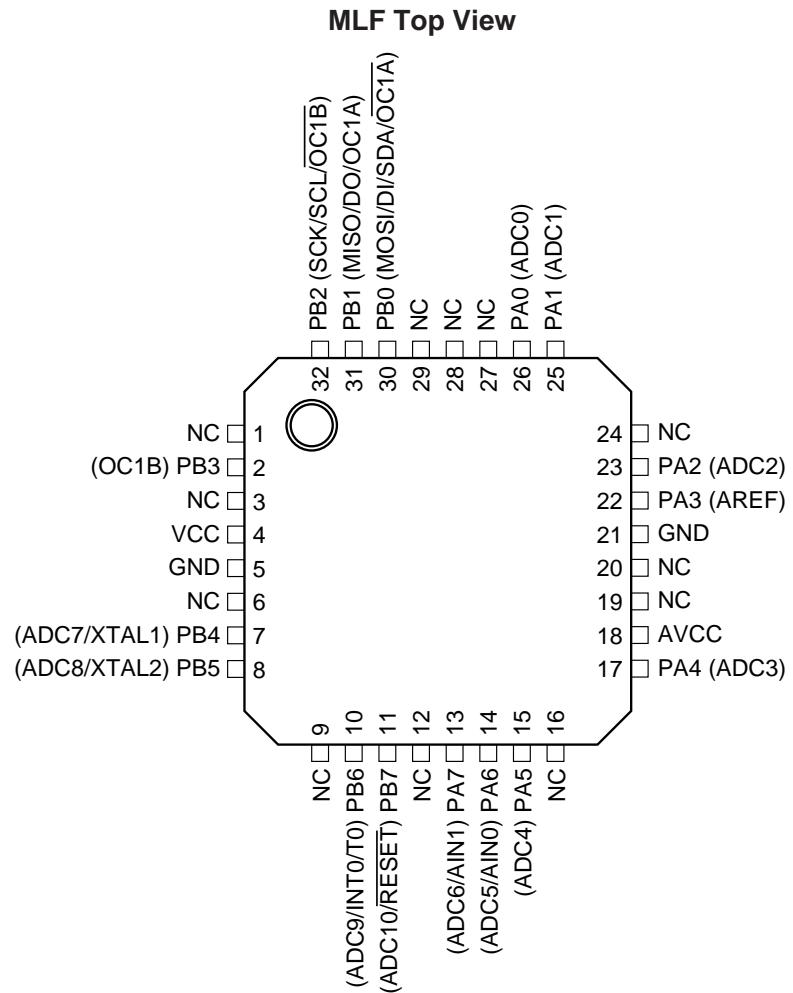 MLF Top View
PB2 (SCK/SCL/OC1B)
PB1 (MISO/DO/OC1A)
PB0 (MOSI/DI/SDA/OC1A)
NC
NC
NC
PA0 (ADC0)
PA1 (ADC1)
32
31
30
29
28
27
26
25
NC 1
(OC1B) PB3 2
NC 3
VCC 4
GND 5
NC 6
(ADC7/XTAL1) PB4 7
(ADC8/XTAL2) PB5 8
24 NC
23 PA2 (ADC2)
22 PA3 (AREF)
21 GND
20 NC
19 NC
18 AVCC
17 PA4 (ADC3)
9
10
11
12
13
14
15
16
NC
(ADC9/INT0/T0) PB6
(ADC10/RESET) PB7
NC
(ADC6/AIN1) PA7
(ADC5/AIN0) PA6
(ADC4) PA5
NC